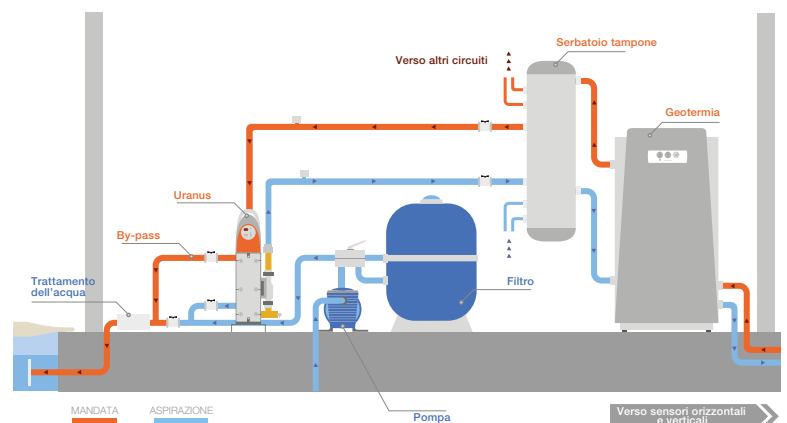 Serbatoio tampone
Verso altri circuiti
Geotermia
Uranus
By-pass
Trattamento
dell'acqua
Filtro
Pompa
MANDATA
ASPIRAZIONE
Verso sensori orizzontali
e verticali